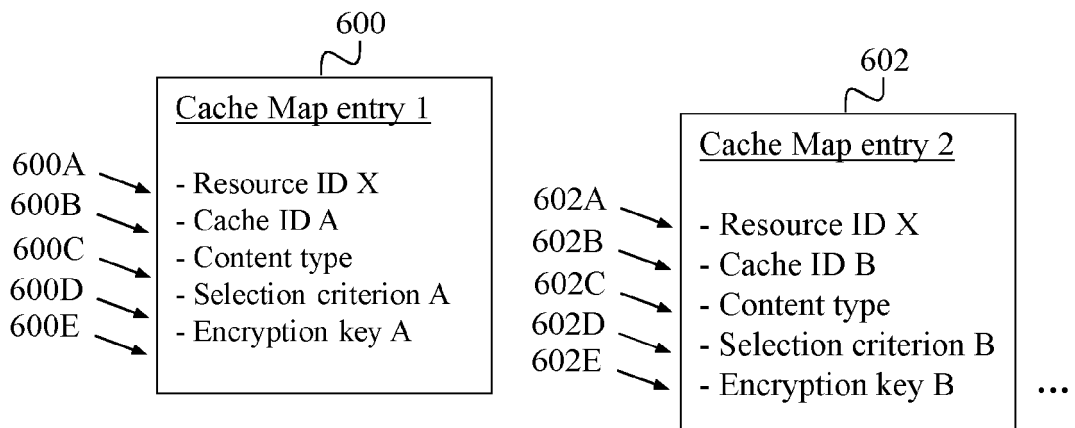 600
Cache Map entry 1
600A
- Resource ID X
600B
- Cache ID A
600C
- Content type
600D
- Selection criterion A
600E
- Encryption key A
602
Cache Map entry 2
602A
- Resource ID X
602B
- Cache ID B
602C
- Content type
602D
- Selection criterion B
602E
- Encryption key B
...